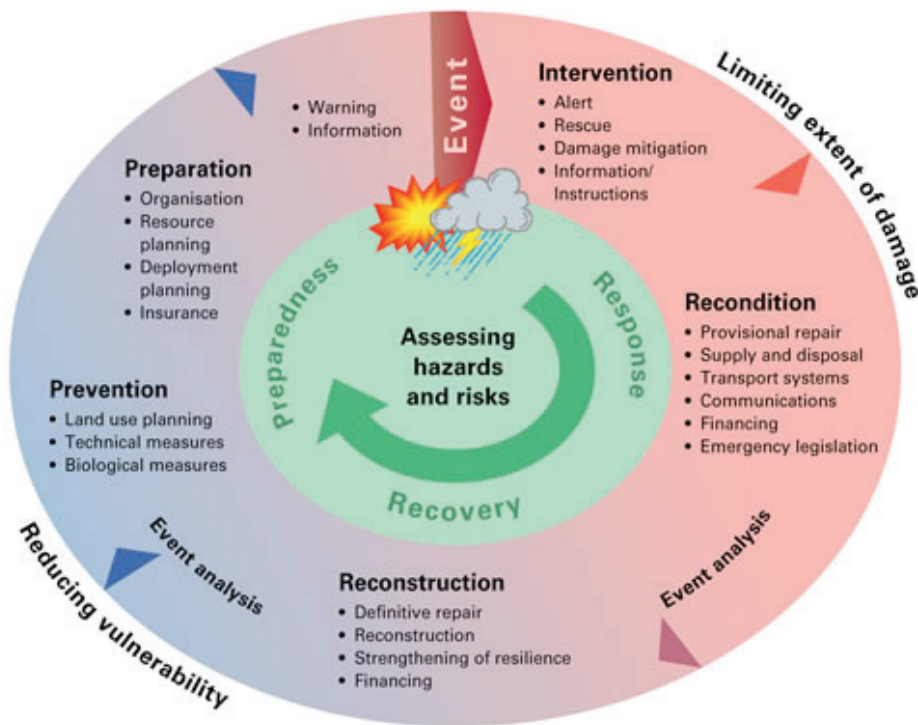 Event
Intervention
• Alert
• Rescue
• Damage mitigation
• Information/
Instructions
Limiting extent of damage
Recondition
• Provisional repair
• Supply and disposal
• Transport systems
• Communications
• Financing
• Emergency legislation
Event analysis
Reconstruction
• Definitive repair
• Reconstruction
• Strengthening of resilience
• Financing
Event analysis
Reducing vulnerability
Prevention
• Land use planning
• Technical measures
• Biological measures
Preparation
• Organisation
• Resource
planning
• Deployment
planning
• Insurance
• Warning
• Information
Preparedness
Response
Recovery
Assessing
hazards
and risks